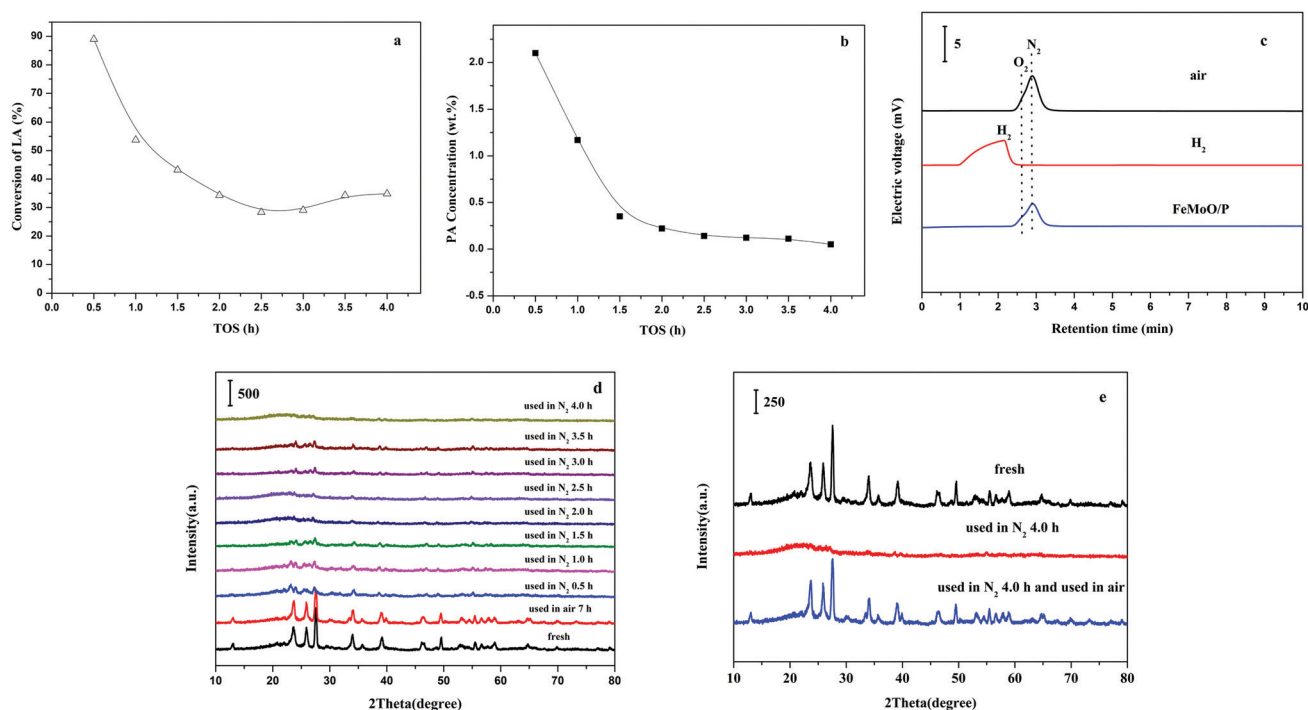 a
90
80
70
60
50
40
30
20
10
0
Conversion of LA (%)
0.5 1.0 1.5 2.0 2.5 3.0 3.5 4.0
TOS (h)
b
2.0
1.5
1.0
0.5
0.0
-0.5
PA Concentration (wt.%)
0.5 1.0 1.5 2.0 2.5 3.0 3.5 4.0
TOS (h)
c
5
N2
O2
air
H2
H2
FeMoO/P
Electric voltage (mV)
0 1 2 3 4 5 6 7 8 9 10
Retention time (min)
d
500
used in N2 4.0 h
used in N2 3.5 h
used in N2 3.0 h
used in N2 2.5 h
used in N2 2.0 h
used in N2 1.5 h
used in N2 1.0 h
used in N2 0.5 h
used in air 7 h
fresh
Intensity(a.u.)
10 20 30 40 50 60 70 80
2Theta(degree)
e
250
fresh
used in N2 4.0 h
used in N2 4.0 h and used in air
Intensity(a.u.)
10 20 30 40 50 60 70 80
2Theta(degree)